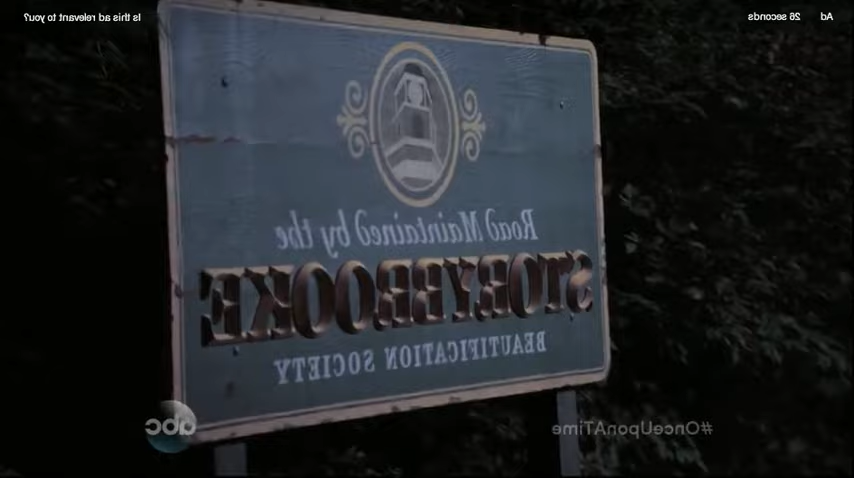 Ad 26 seconds
Is this ad relevant to you?
Road Maintained by the
STORYBROOKE
BEAUTIFICATION SOCIETY
#OnceUponATime
abc